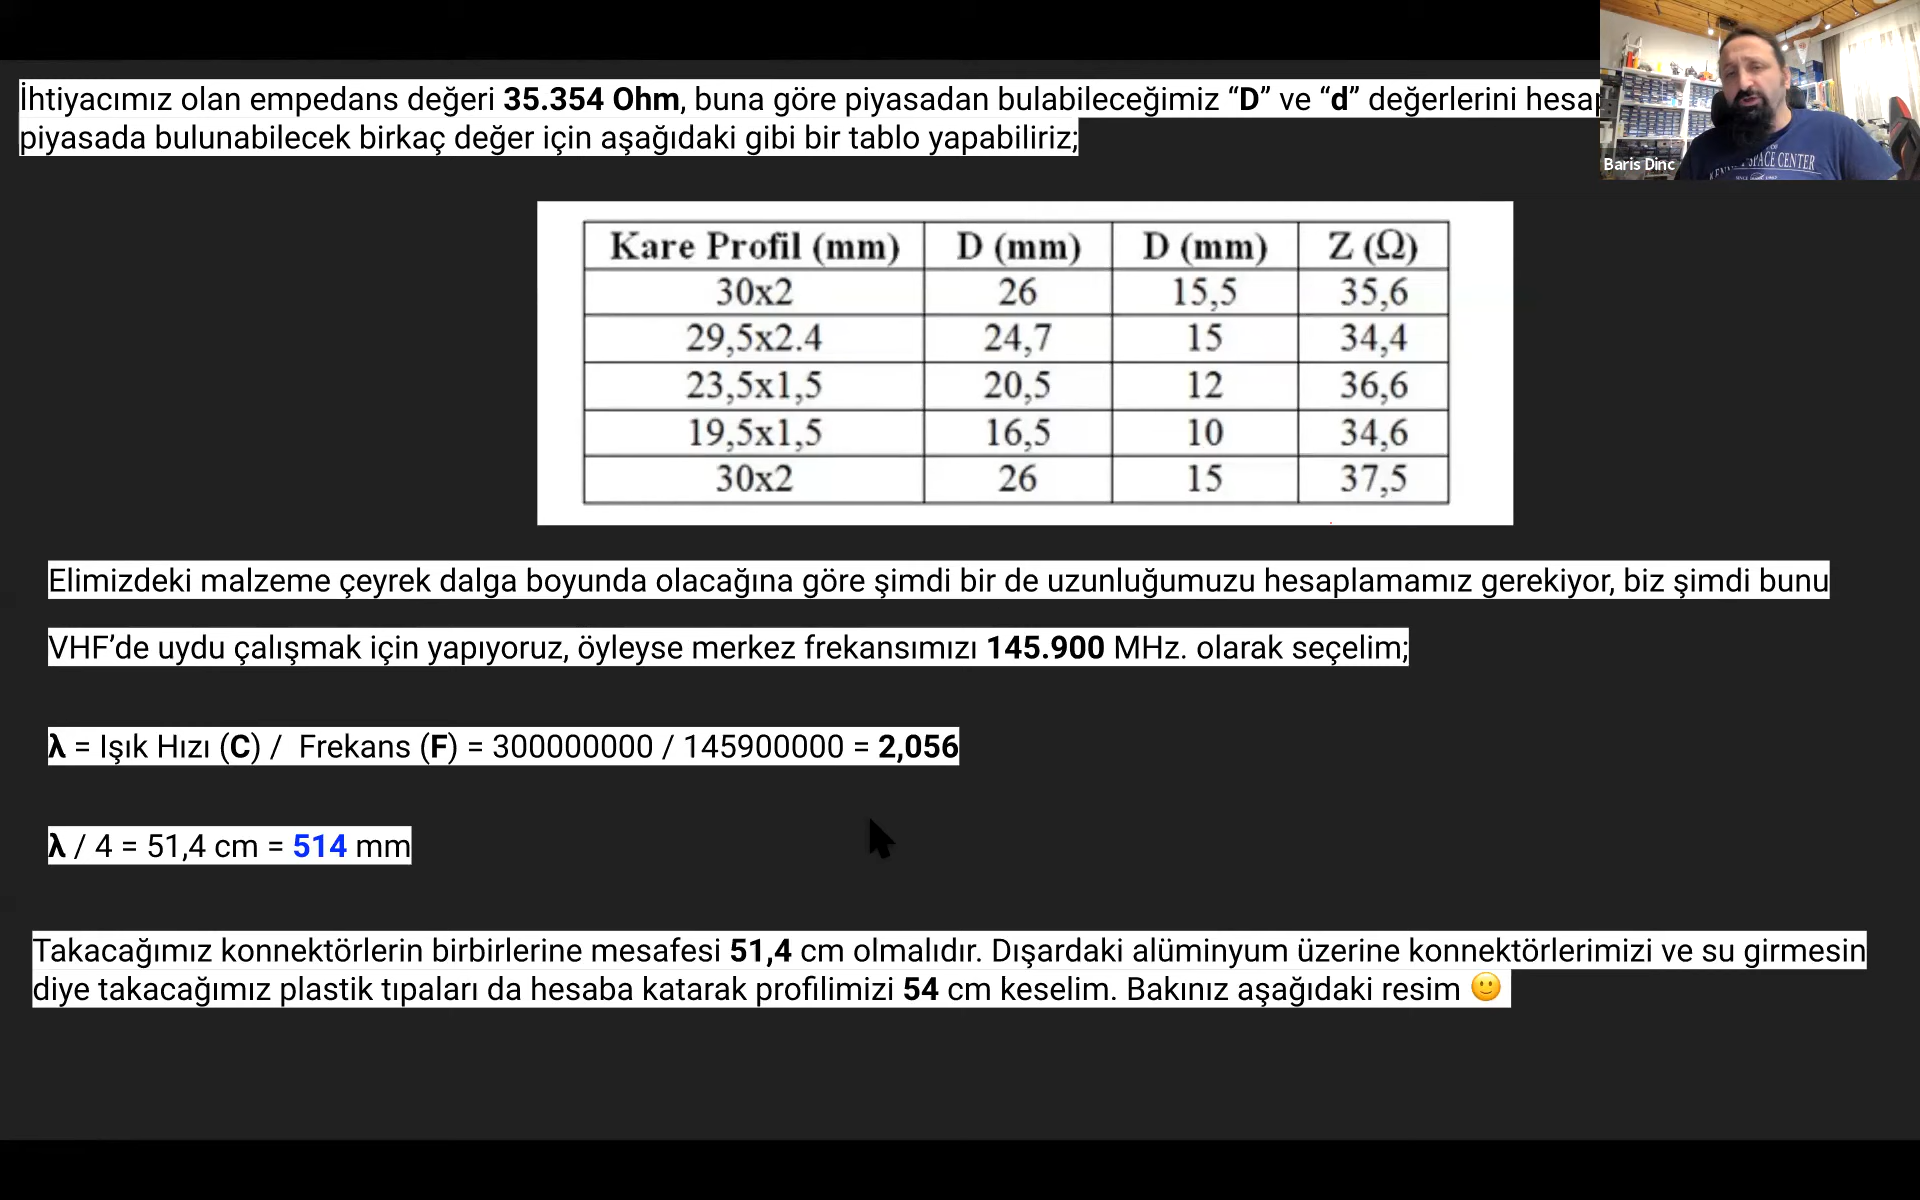 İhtiyacımız olan empedans değeri 35.354 Ohm, buna göre piyasadan bulabileceğimiz “D” ve “d” değerlerini
piyasada bulunabilecek birkaç değer için aşağıdaki gibi bir tablo yapabiliriz;
Baris Dinc
SPACE CENTER
Kare Profil (mm) D (mm) D (mm) Z (Ω)
30x2 26 15,5 35,6
29,5x2.4 24,7 15 34,4
23,5x1,5 20,5 12 36,6
19,5x1,5 16,5 10 34,6
30x2 26 15 37,5
Elimizdeki malzeme çeyrek dalga boyunda olacağına göre şimdi bir de uzunluğumuzu hesaplamamız gerekiyor, biz şimdi bunu
VHF’de uydu çalışmak için yapıyoruz, öyleyse merkez frekansımızı 145.900 MHz. olarak seçelim;
λ = Işık Hızı (C) / Frekans (F) = 300000000 / 145900000 = 2,056
λ / 4 = 51,4 cm = 514 mm
Takacağımız konnektörlerin birbirlerine mesafesi 51,4 cm olmalıdır. Dışardaki alüminyum üzerine konnektörlerimizi ve su girmesin
diye takacağımız plastik tıpaları da hesaba katarak profilimizi 54 cm keselim. Bakınız aşağıdaki resim 🙂